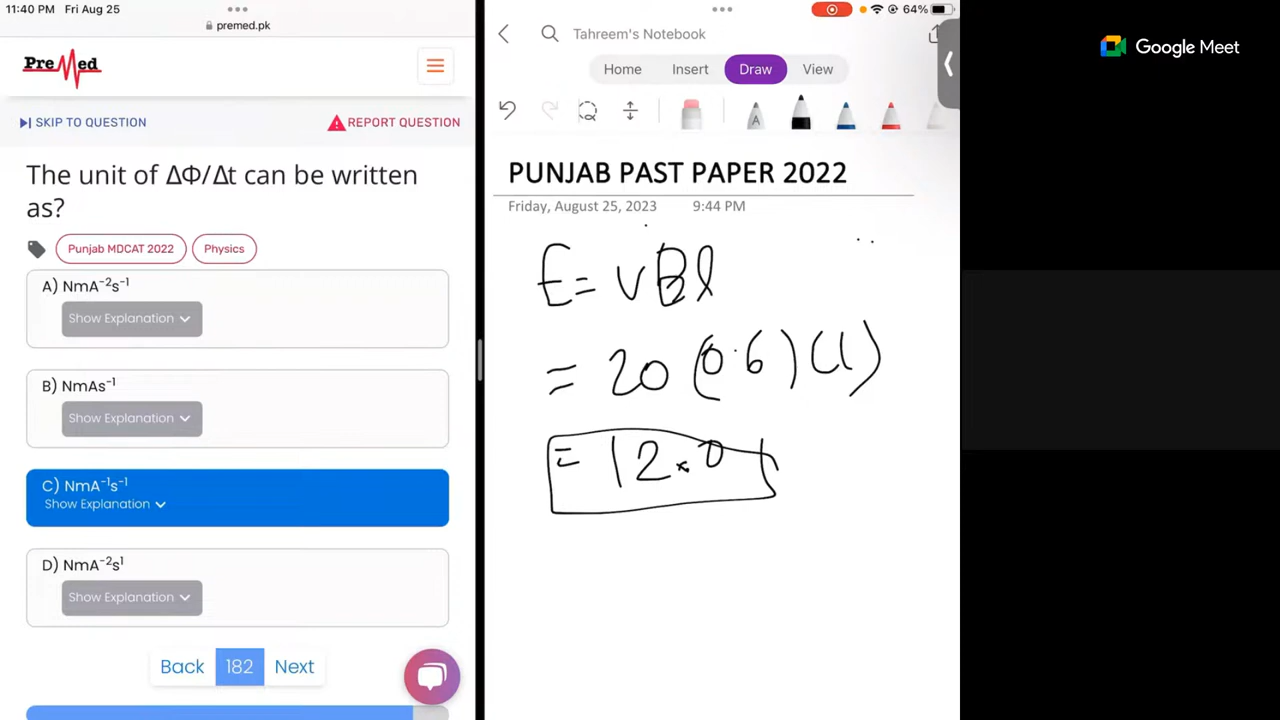 11:40 PM Fri Aug 25
premed.pk
PreMed
SKIP TO QUESTION
REPORT QUESTION
The unit of ΔΦ/Δt can be written
as?
Punjab MDCAT 2022
Physics
A) NmA⁻²s⁻¹
Show Explanation
B) NmAs⁻¹
Show Explanation
C) NmA⁻¹s⁻¹
Show Explanation
D) NmA⁻²s¹
Show Explanation
Back 182 Next
64%
Tahreem's Notebook
Home Insert Draw View
A
PUNJAB PAST PAPER 2022
Friday, August 25, 2023 9:44 PM
E = vBl
= 20 (0.6) (1)
= 12.0
Google Meet